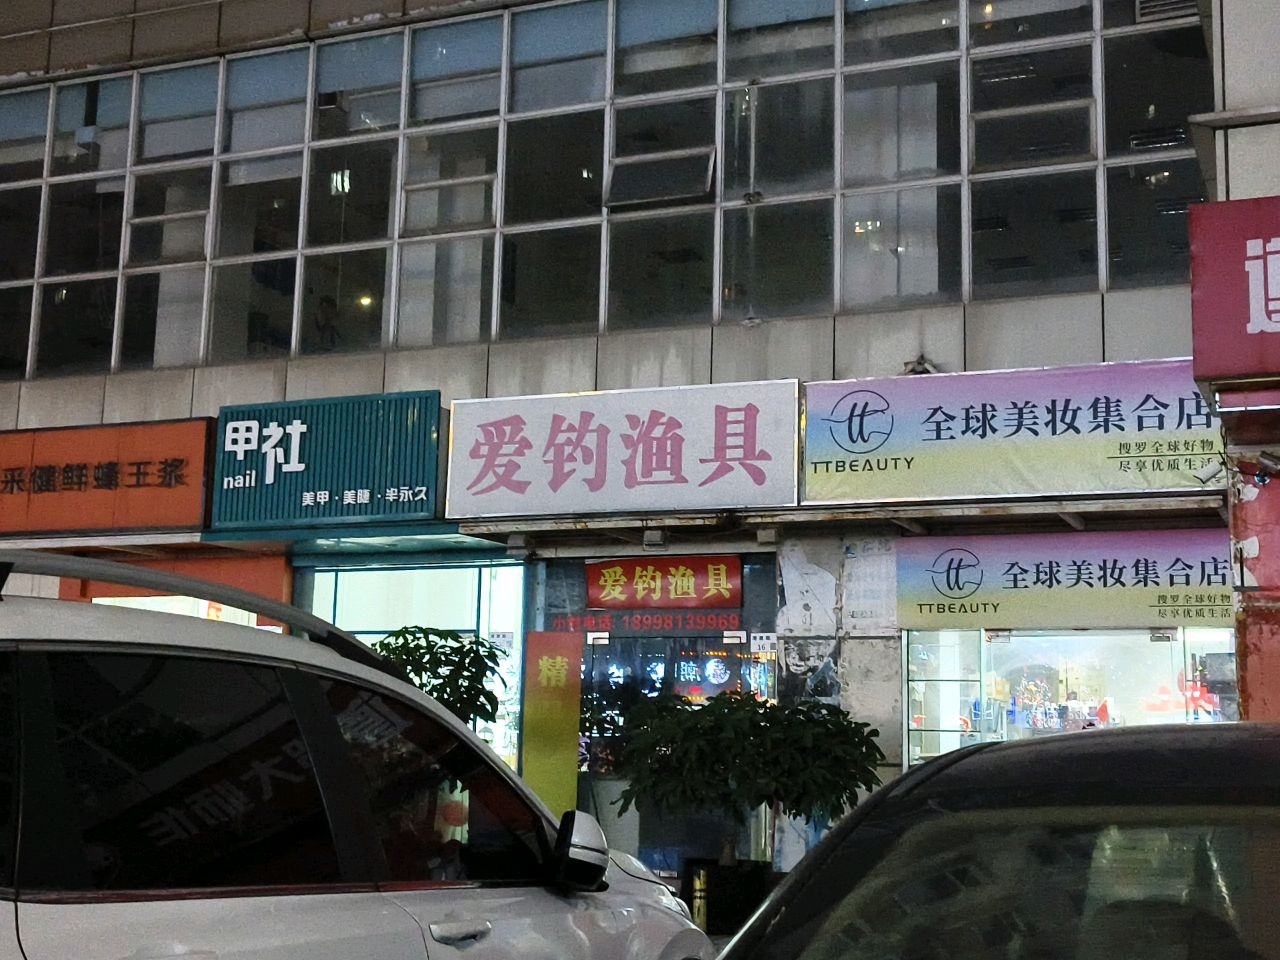 采健鲜蜂王浆
甲社
nail
美甲·美睫·半永久
爱钓渔具
TTBEAUTY
全球美妆集合店
搜罗全球好物
尽享优质生活
爱钓渔具
18998139969
精
16
TTBEAUTY
全球美妆集合店
搜罗全球好物
尽享优质生活